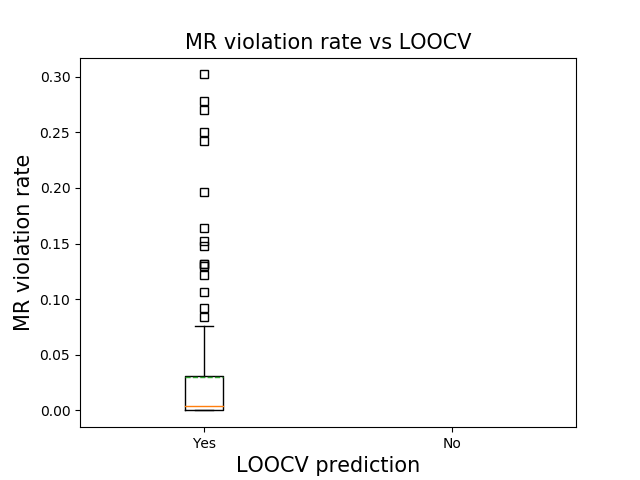 MR violation rate vs LOOCV
MR violation rate
0.30
0.25
0.20
0.15
0.10
0.05
0.00
Yes
No
LOOCV prediction